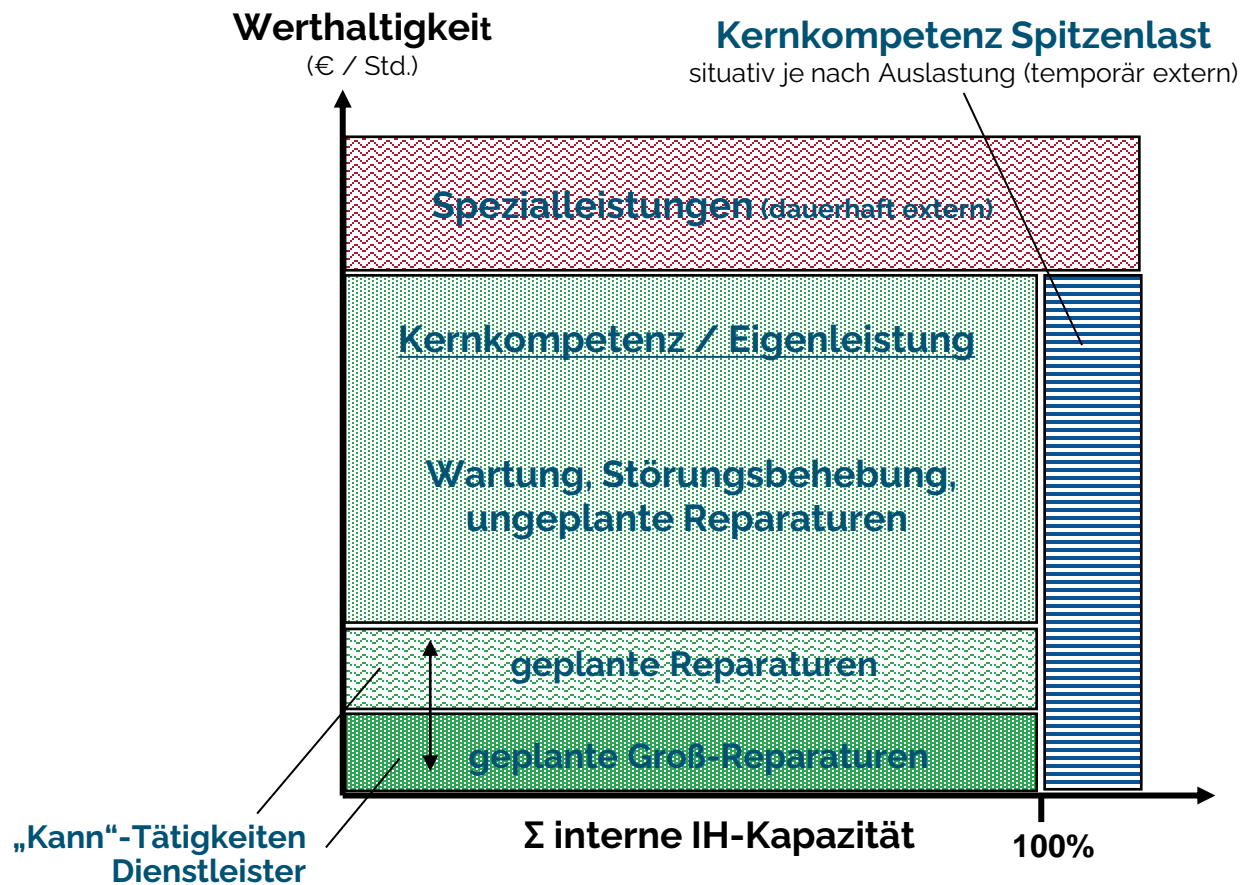 Werthaltigkeit
(€ / Std.)
Kernkompetenz Spitzenlast
situativ je nach Auslastung (temporär extern)
Spezialleistungen (dauerhaft extern)
Kernkompetenz / Eigenleistung
Wartung, Störungsbehebung,
ungeplante Reparaturen
geplante Reparaturen
geplante Groß-Reparaturen
„Kann“-Tätigkeiten
Dienstleister
Σ interne IH-Kapazität
100%